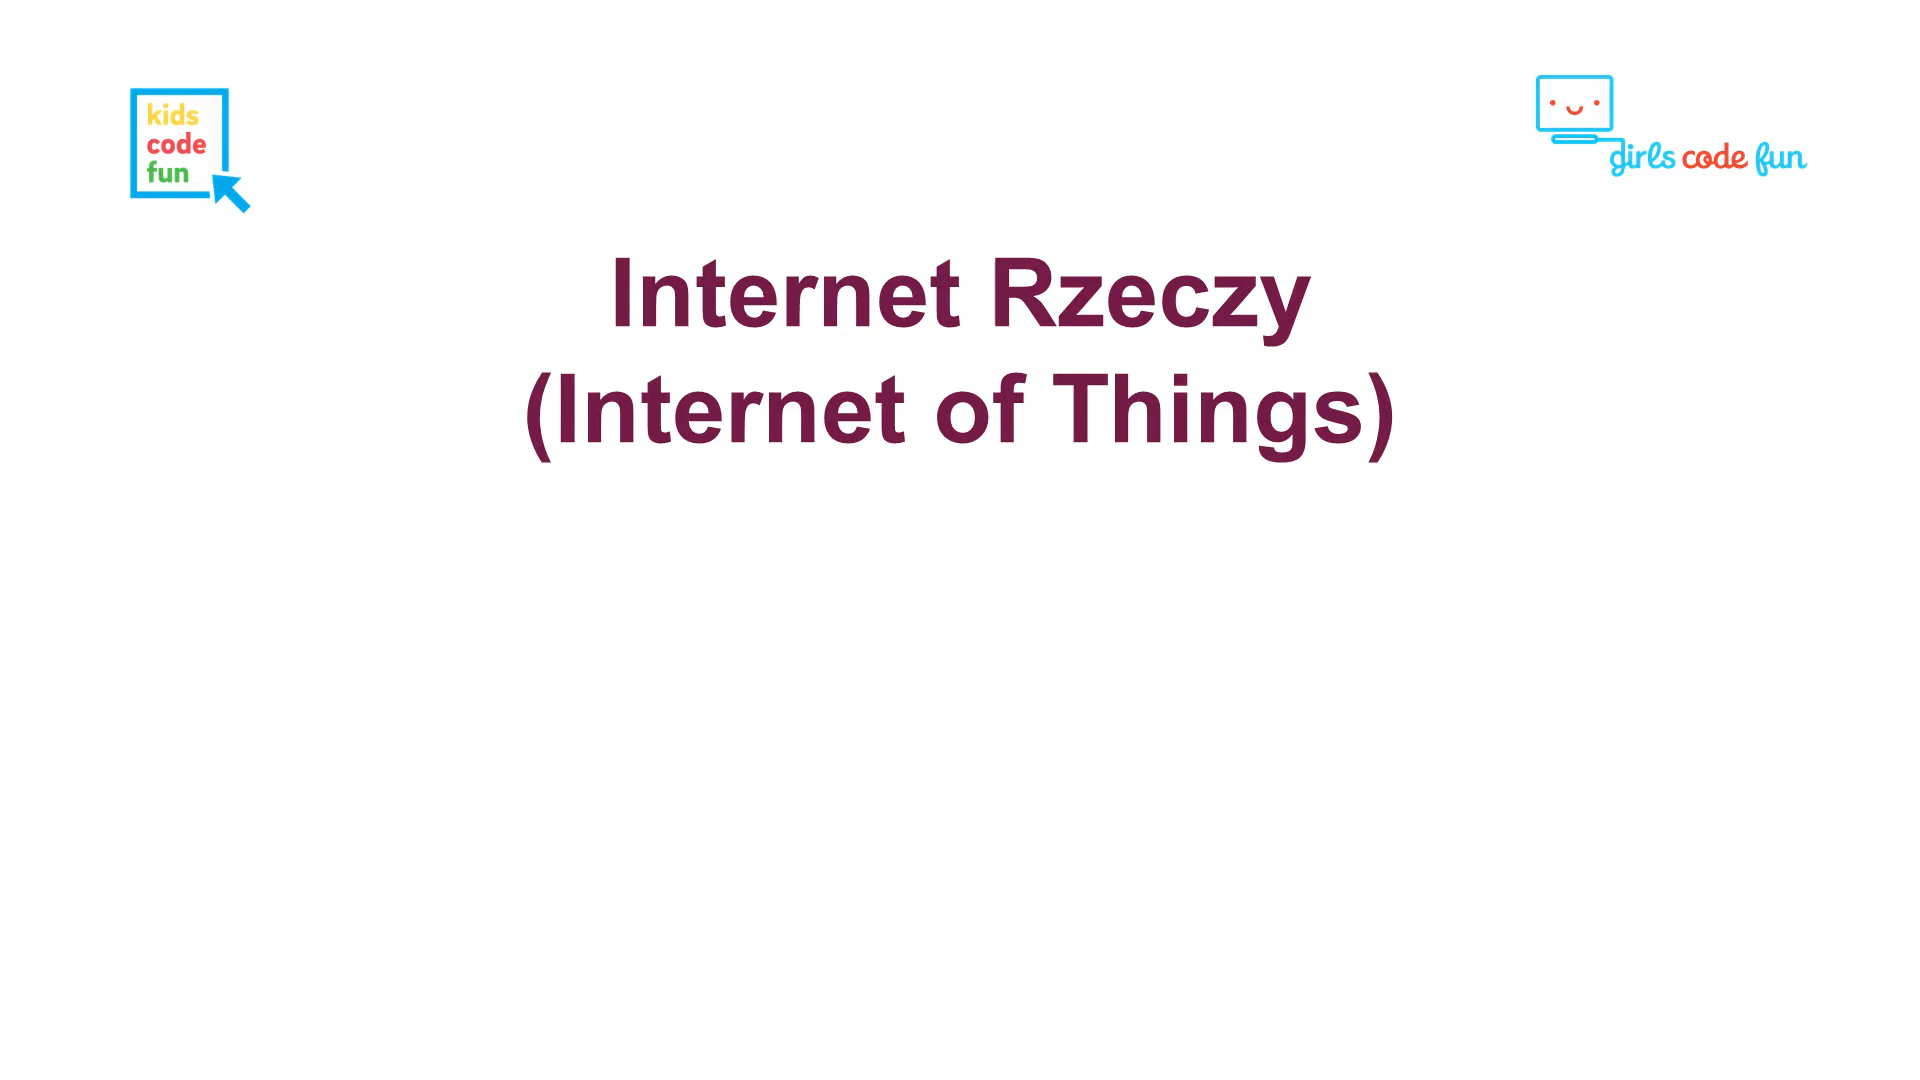 kids
code
fun
girls code fun
Internet Rzeczy
(Internet of Things)